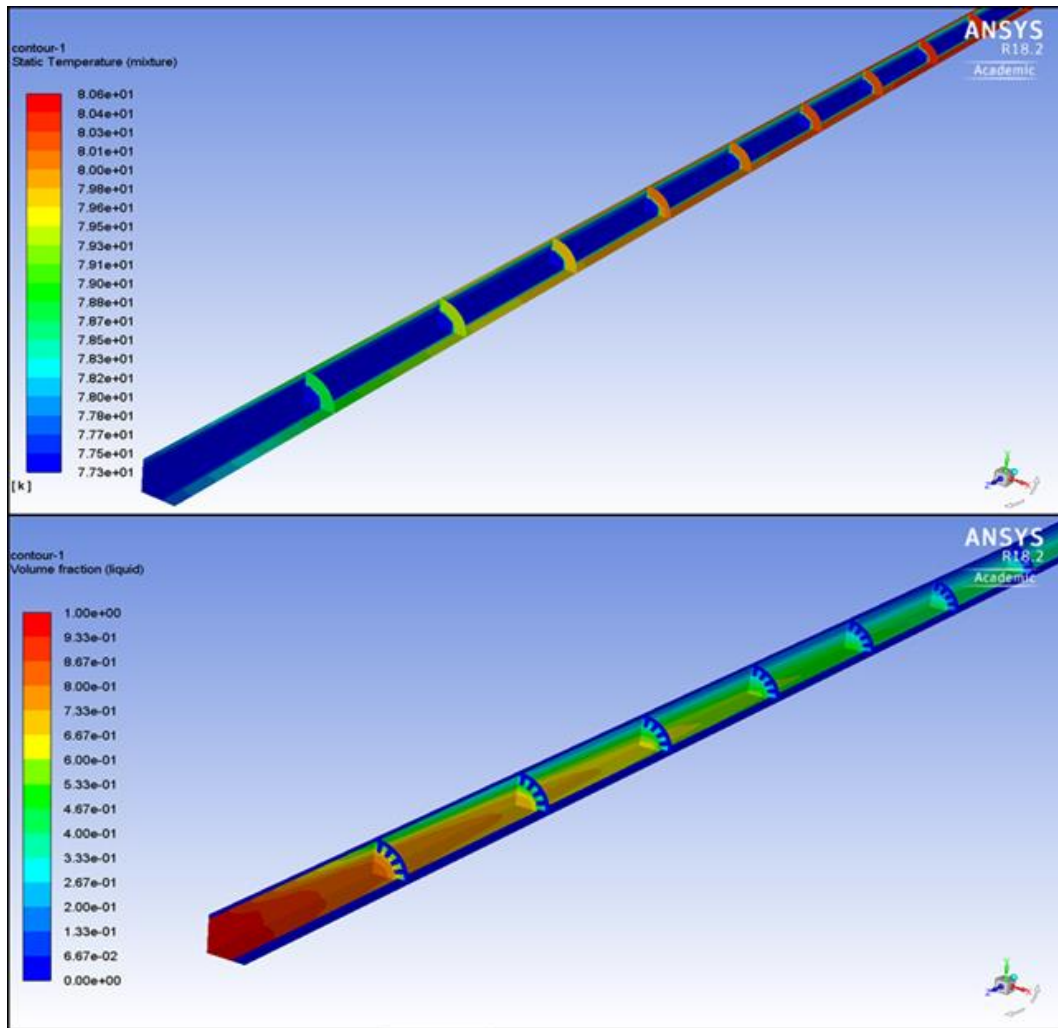 contour-1
Static Temperature (mixture)
ANSYS
R18.2
Academic
8.06e+01
8.04e+01
8.03e+01
8.01e+01
8.00e+01
7.98e+01
7.96e+01
7.95e+01
7.93e+01
7.91e+01
7.90e+01
7.88e+01
7.87e+01
7.85e+01
7.83e+01
7.82e+01
7.80e+01
7.78e+01
7.77e+01
7.75e+01
7.73e+01
[k]
Y
Z
X
contour-1
Volume fraction (liquid)
ANSYS
R18.2
Academic
1.00e+00
9.33e-01
8.67e-01
8.00e-01
7.33e-01
6.67e-01
6.00e-01
5.33e-01
4.67e-01
4.00e-01
3.33e-01
2.67e-01
2.00e-01
1.33e-01
6.67e-02
0.00e+00
Y
Z
X